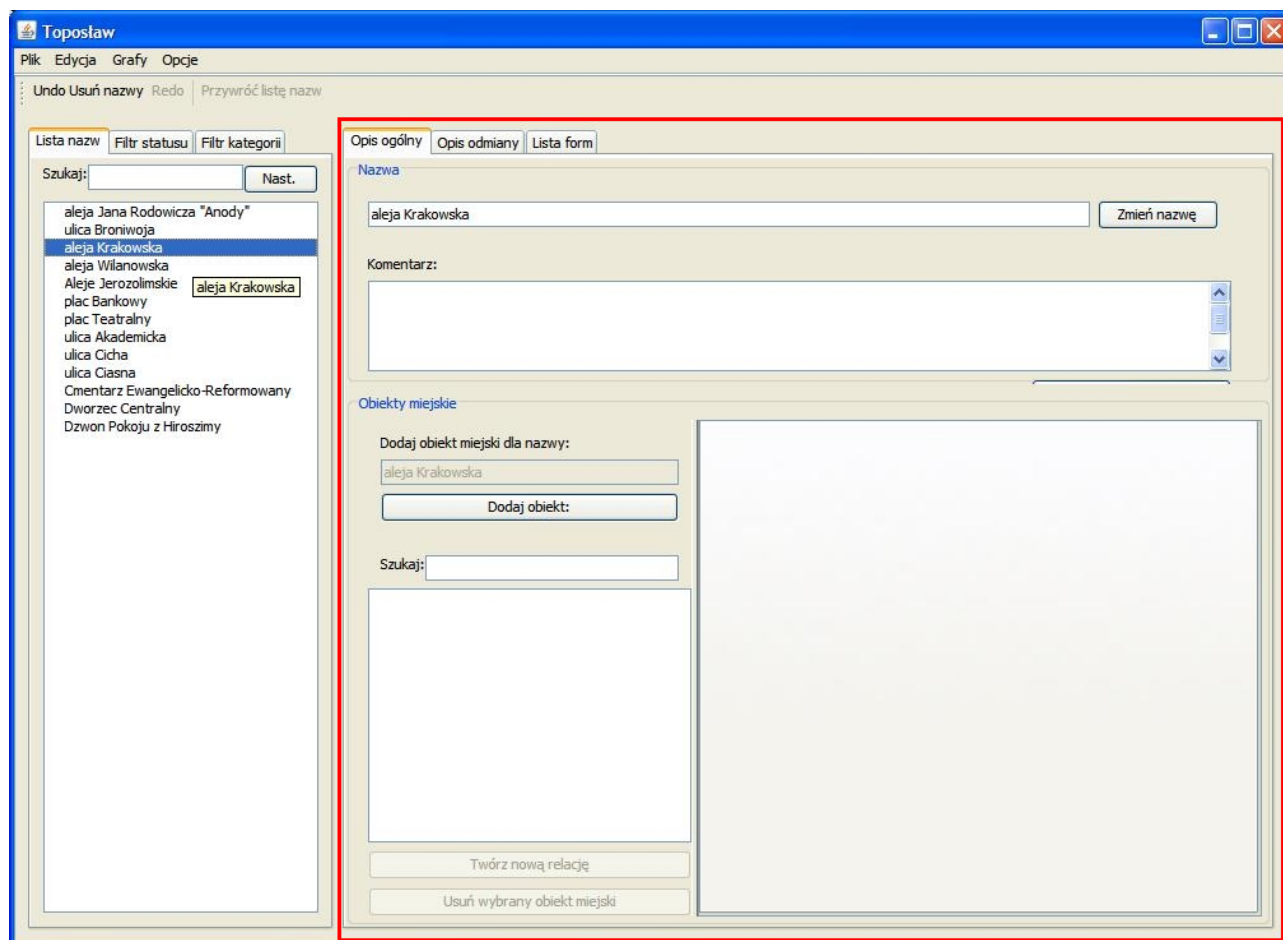 Toposław
Plik Edycja Grafy Opcje
Undo Usuń nazwy Redo Przywróć listę nazw
Lista nazw Filtr statusu Filtr kategorii
Szukaj: Nast.
aleja Jana Rodowicza "Anody"
ulica Broniwoja
aleja Krakowska
aleja Wilanowska
Aleje Jerozolimskie
aleja Krakowska
plac Bankowy
plac Teatralny
ulica Akademicka
ulica Cicha
ulica Ciasna
Cmentarz Ewangelicko-Reformowany
Dworzec Centralny
Dzwon Pokoju z Hiroszimy
Opis ogólny Opis odmiany Lista form
Nazwa
aleja Krakowska Zmień nazwę
Komentarz:
Obiekty miejskie
Dodaj obiekt miejski dla nazwy:
aleja Krakowska
Dodaj obiekt:
Szukaj:
Twórz nową relację
Usuń wybrany obiekt miejski